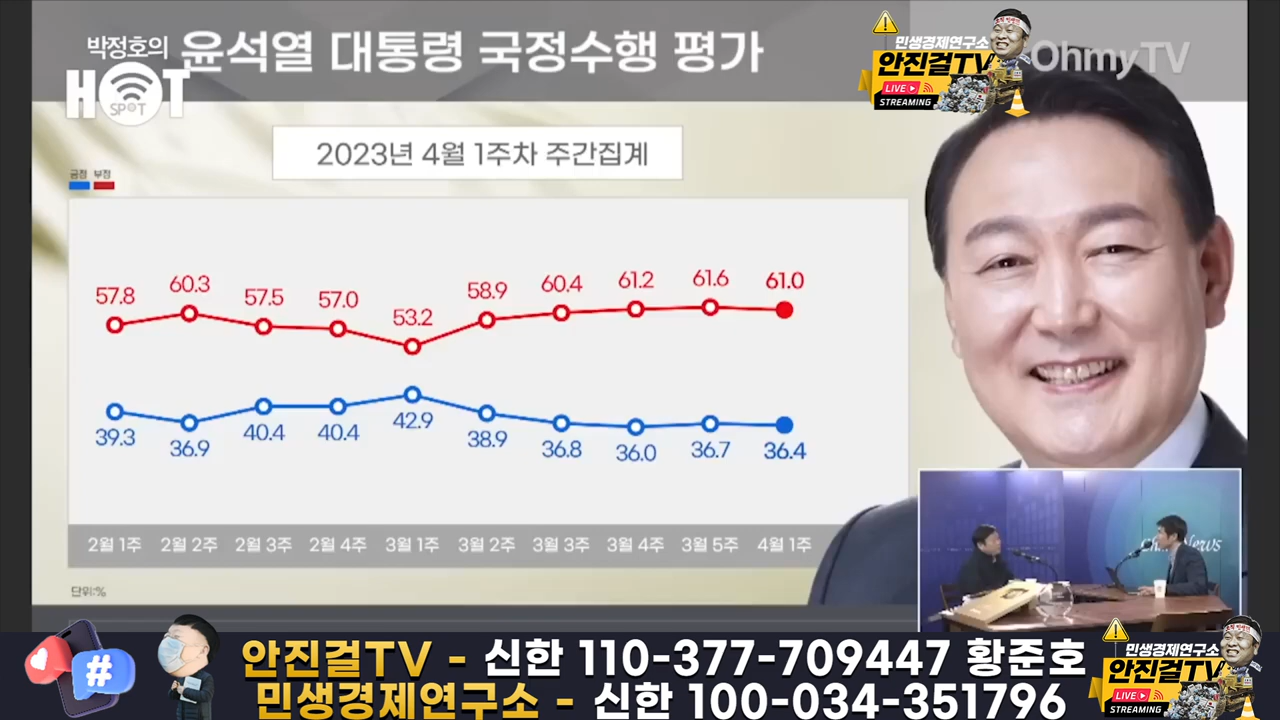 박정호의
HOT
SPOT
윤석열 대통령 국정수행 평가
민생경제연구소
안진걸TV
LIVE
STREAMING
OhmyTV
2023년 4월 1주차 주간집계
긍정 부정
57.8 60.3 57.5 57.0 53.2 58.9 60.4 61.2 61.6 61.0
39.3 36.9 40.4 40.4 42.9 38.9 36.8 36.0 36.7 36.4
2월 1주 2월 2주 2월 3주 2월 4주 3월 1주 3월 2주 3월 3주 3월 4주 3월 5주 4월 1주
단위:%
News
#
안진걸TV - 신한 110-377-709447 황준호
민생경제연구소 - 신한 100-034-351796
민생경제연구소
안진걸TV
LIVE
STREAMING